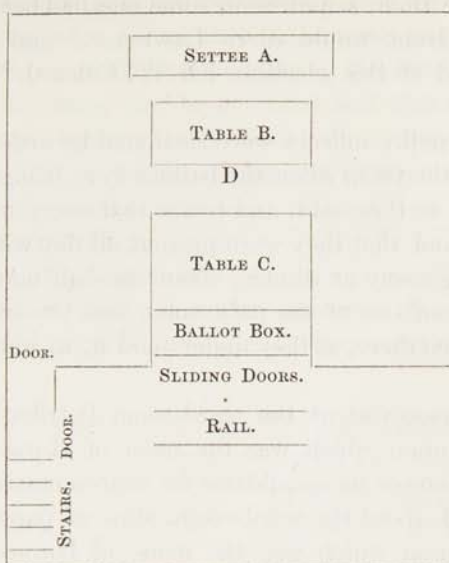 SETTEE A.
TABLE B.
D
TABLE C.
BALLOT BOX.
DOOR.
SLIDING DOORS.
RAIL.
DOOR.
STAIRS.